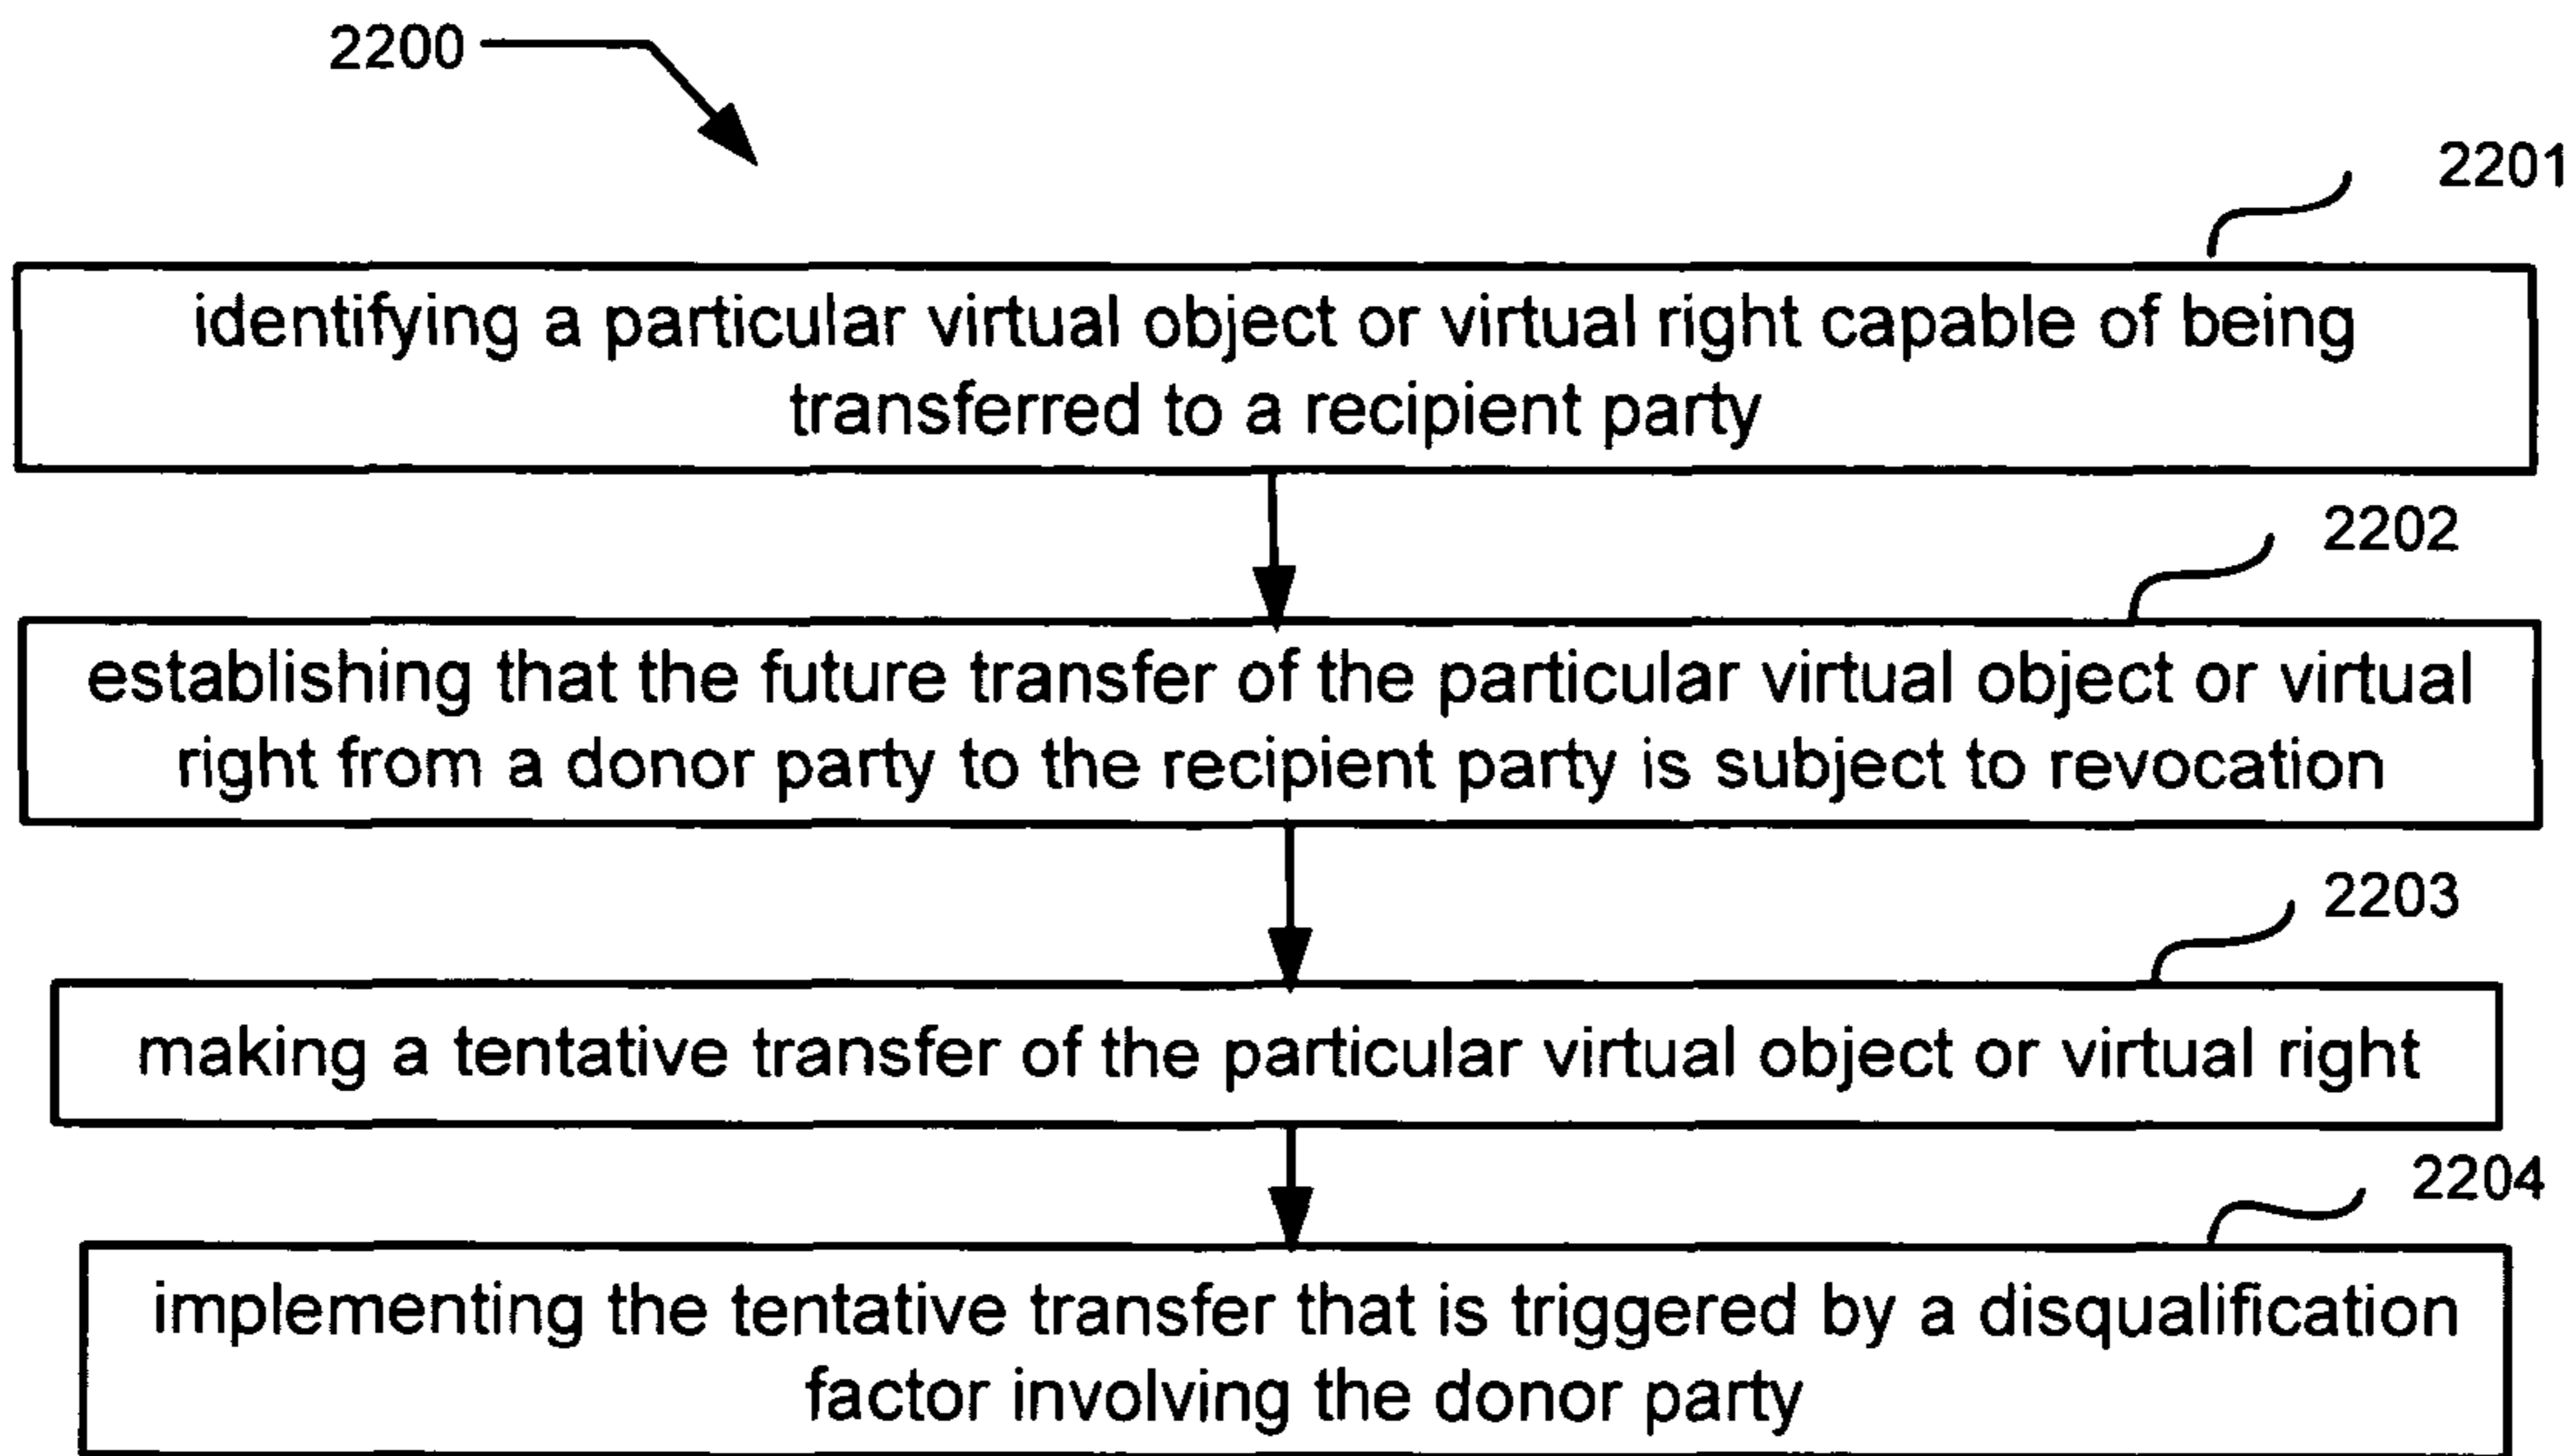 2200
2201
identifying a particular virtual object or virtual right capable of being
transferred to a recipient party
2202
establishing that the future transfer of the particular virtual object or virtual
right from a donor party to the recipient party is subject to revocation
2203
making a tentative transfer of the particular virtual object or virtual right
2204
implementing the tentative transfer that is triggered by a disqualification
factor involving the donor party